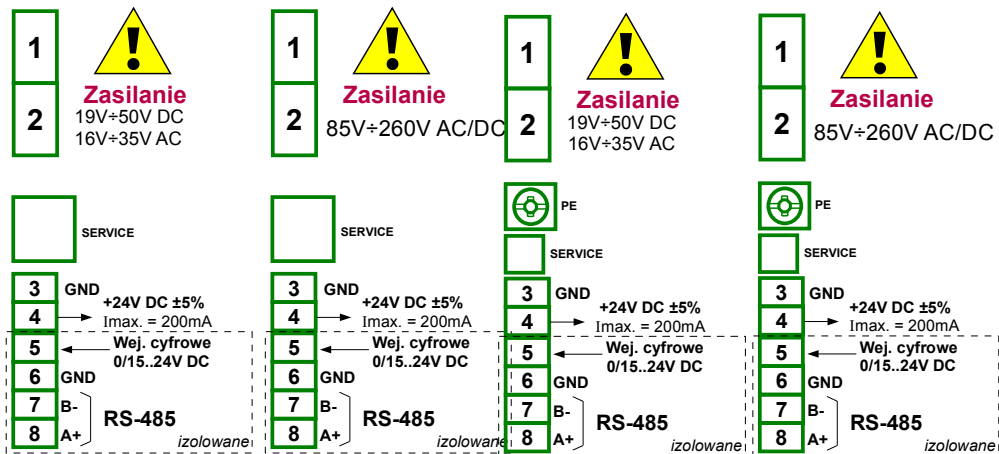 1
2
Zasilanie
19V÷50V DC
16V÷35V AC
SERVICE
3 GND
4 +24V DC ±5%
Imax. = 200mA
5 Wej. cyfrowe
0/15..24V DC
6 GND
7 B-
RS-485
8 A+
izolowane
1
2
Zasilanie
85V÷260V AC/DC
SERVICE
3 GND
4 +24V DC ±5%
Imax. = 200mA
5 Wej. cyfrowe
0/15..24V DC
6 GND
7 B-
RS-485
8 A+
izolowane
1
2
Zasilanie
19V÷50V DC
16V÷35V AC
PE
SERVICE
3 GND
4 +24V DC ±5%
Imax. = 200mA
5 Wej. cyfrowe
0/15..24V DC
6 GND
7 B-
RS-485
8 A+
izolowane
1
2
Zasilanie
85V÷260V AC/DC
PE
SERVICE
3 GND
4 +24V DC ±5%
Imax. = 200mA
5 Wej. cyfrowe
0/15..24V DC
6 GND
7 B-
RS-485
8 A+
izolowane